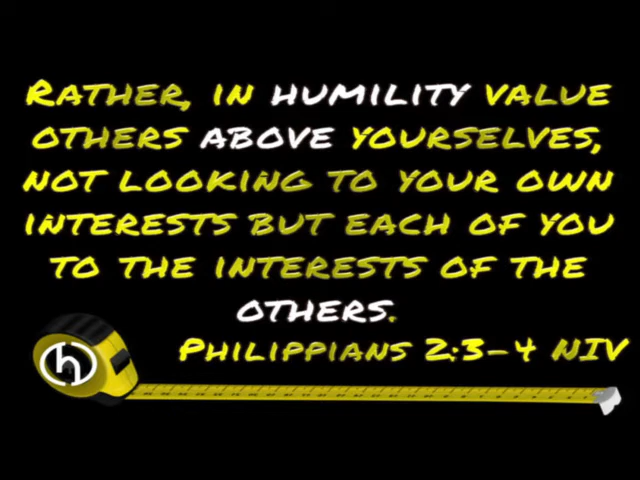 Rather, in humility value
others above yourselves,
not looking to your own
interests but each of you
to the interests of the
others.
Philippians 2:3-4 NIV
h